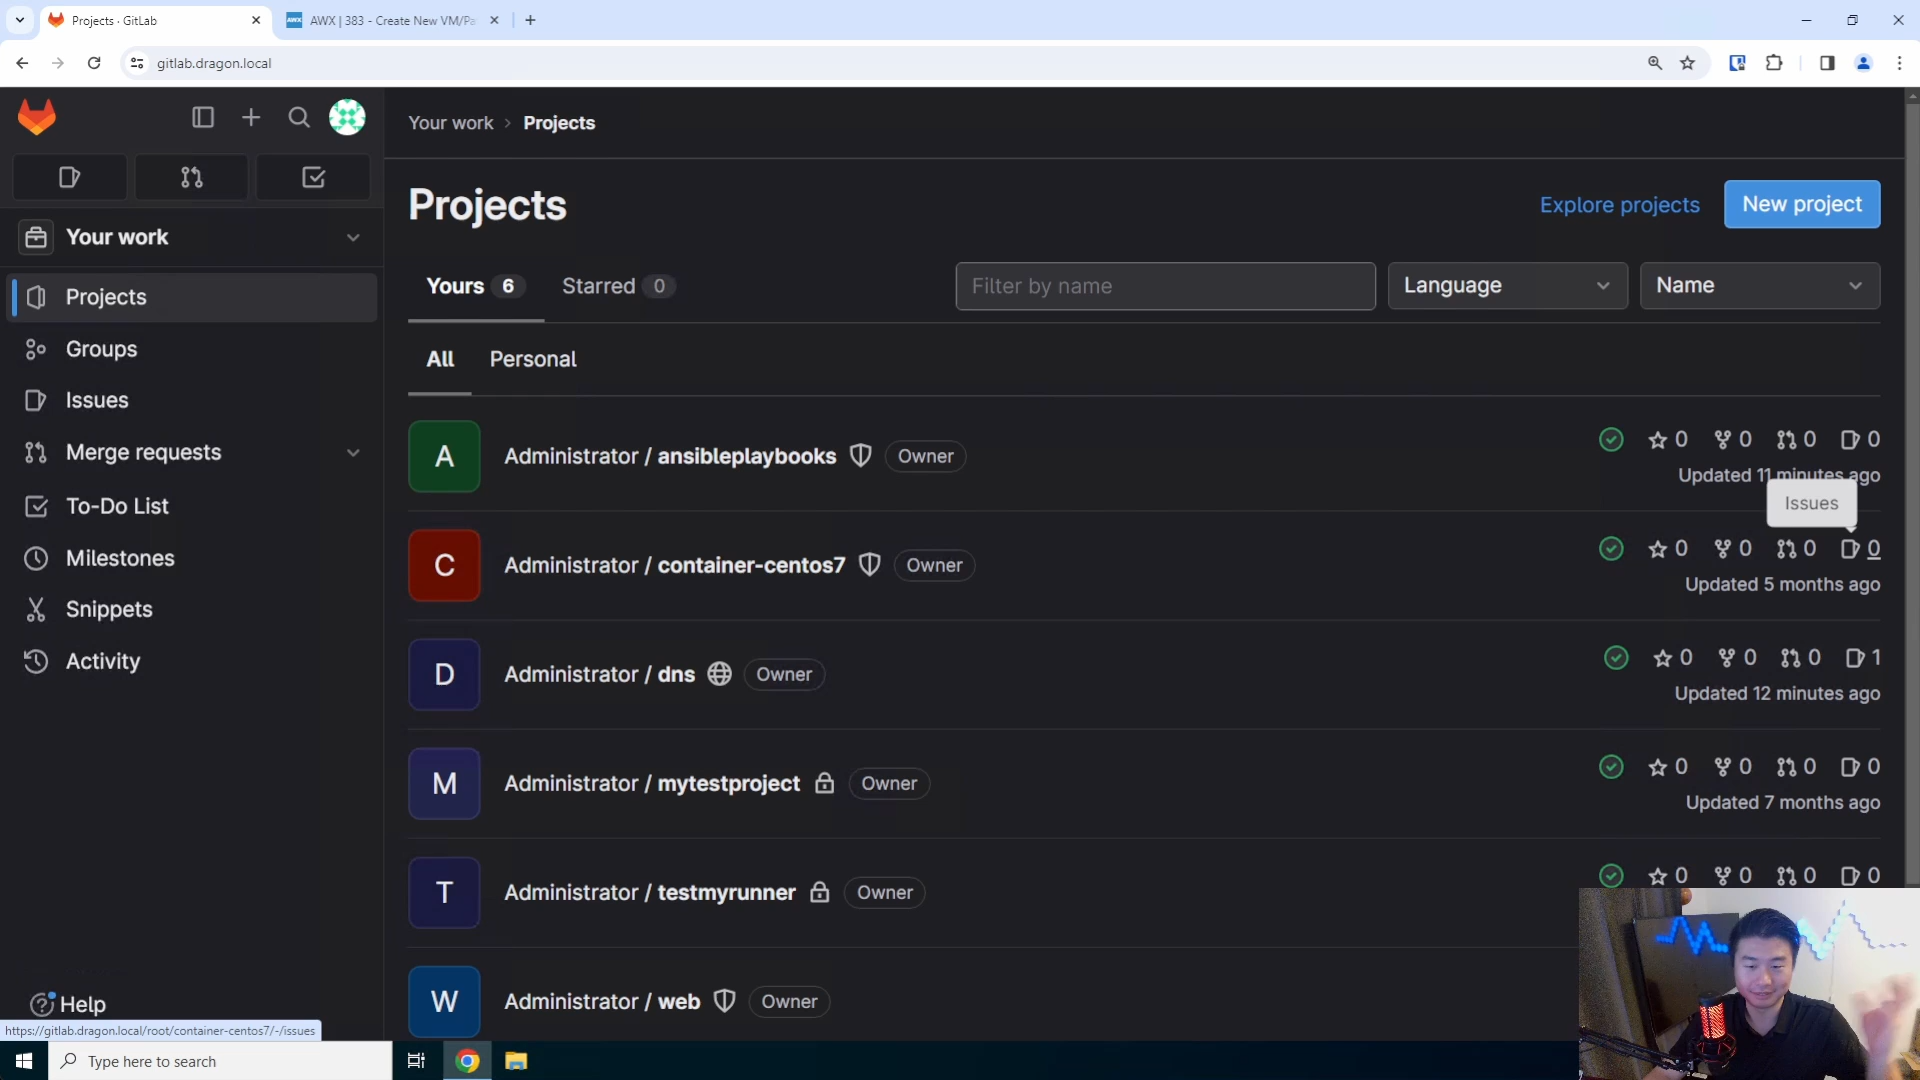 Projects · GitLab
AWX | 383 - Create New VM/Pa
gitlab.dragon.local
Your work
Projects
Groups
Issues
Merge requests
To-Do List
Milestones
Snippets
Activity
Help
https://gitlab.dragon.local/root/container-centos7/-/issues
Your work › Projects
Projects
Explore projects
New project
Yours 6
Starred 0
Filter by name
Language
Name
All
Personal
A
Administrator / ansibleplaybooks
Owner
0 0 0 0
Updated 11 minutes ago
Issues
C
Administrator / container-centos7
Owner
0 0 0 0
Updated 5 months ago
D
Administrator / dns
Owner
0 0 0 1
Updated 12 minutes ago
M
Administrator / mytestproject
Owner
0 0 0 0
Updated 7 months ago
T
Administrator / testmyrunner
Owner
0 0 0 0
W
Administrator / web
Owner
Type here to search